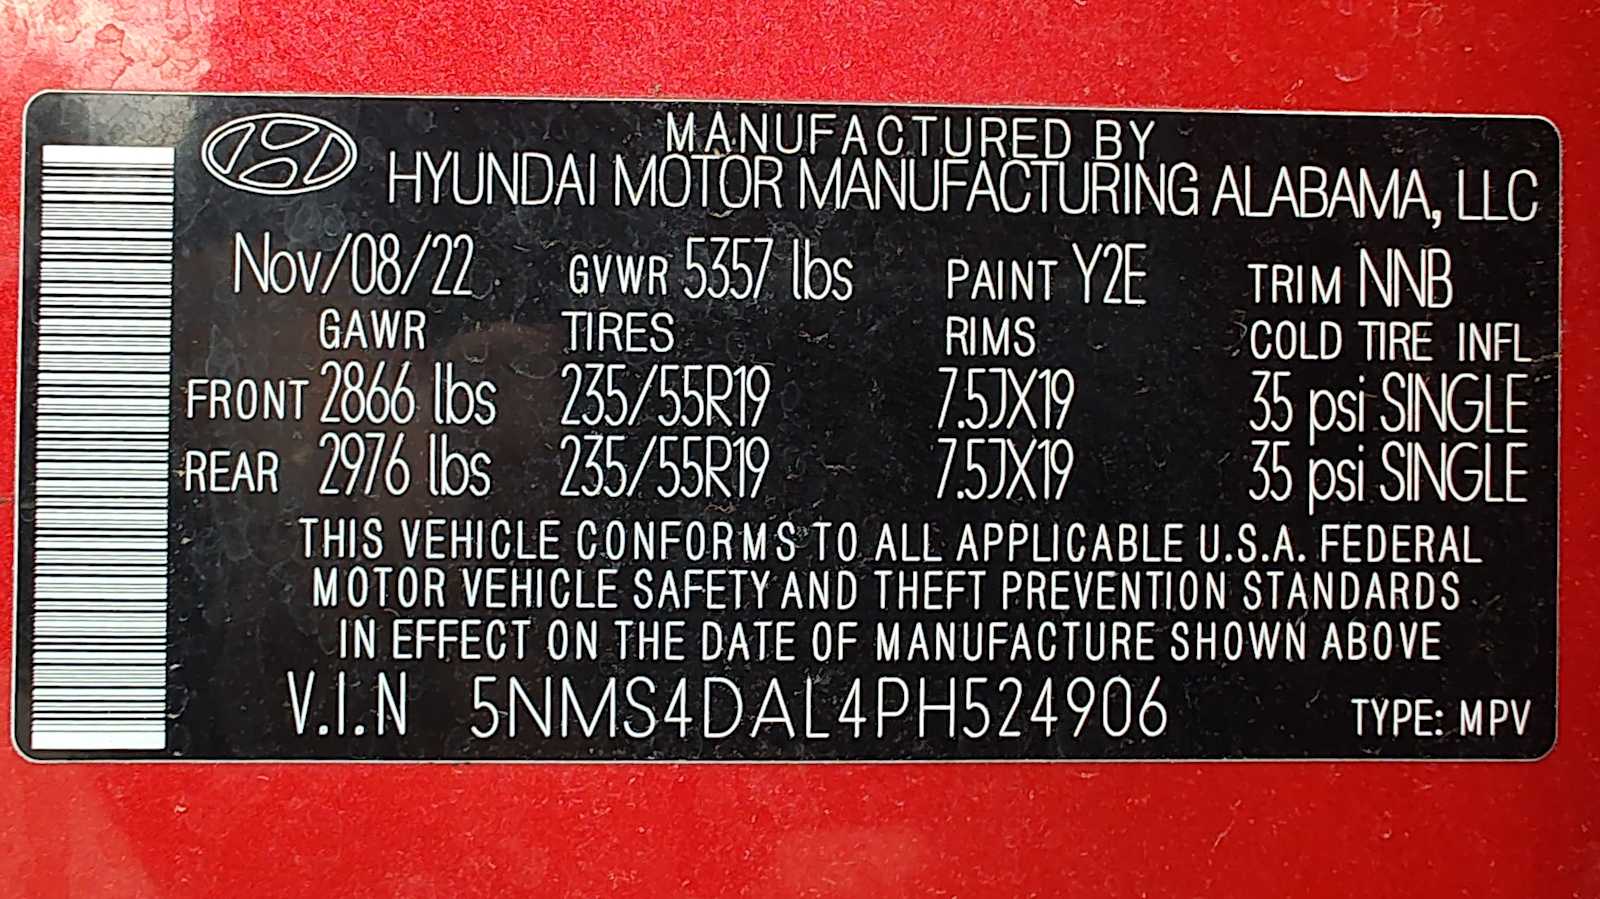 MANUFACTURED BY
HYUNDAI MOTOR MANUFACTURING ALABAMA, LLC
Nov/08/22 GVWR 5357 lbs PAINT Y2E TRIM NNB
GAWR TIRES RIMS COLD TIRE INFL
FRONT 2866 lbs 235/55R19 7.5JX19 35 psi SINGLE
REAR 2976 lbs 235/55R19 7.5JX19 35 psi SINGLE
THIS VEHICLE CONFORMS TO ALL APPLICABLE U.S.A. FEDERAL
MOTOR VEHICLE SAFETY AND THEFT PREVENTION STANDARDS
IN EFFECT ON THE DATE OF MANUFACTURE SHOWN ABOVE
V.I.N 5NMS4DAL4PH524906 TYPE: MPV